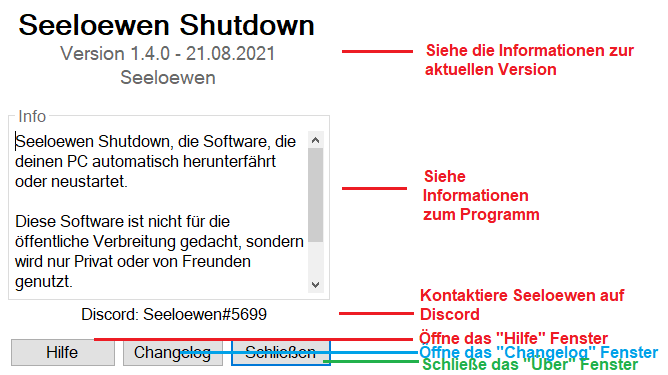 Seeloewen Shutdown
Version 1.4.0 - 21.08.2021
Seeloewen
Siehe die Informationen zur
aktuellen Version
Info
Seeloewen Shutdown, die Software, die
deinen PC automatisch herunterfährt
oder neustartet.
Diese Software ist nicht für die
öffentliche Verbreitung gedacht, sondern
wird nur Privat oder von Freunden
genutzt.
Siehe
Informationen
zum Programm
Discord: Seeloewen#5699
Kontaktiere Seeloewen auf
Discord
Hilfe
Changelog
Schließen
Öffne das "Hilfe" Fenster
Öffne das "Changelog" Fenster
Schließe das "Über" Fenster